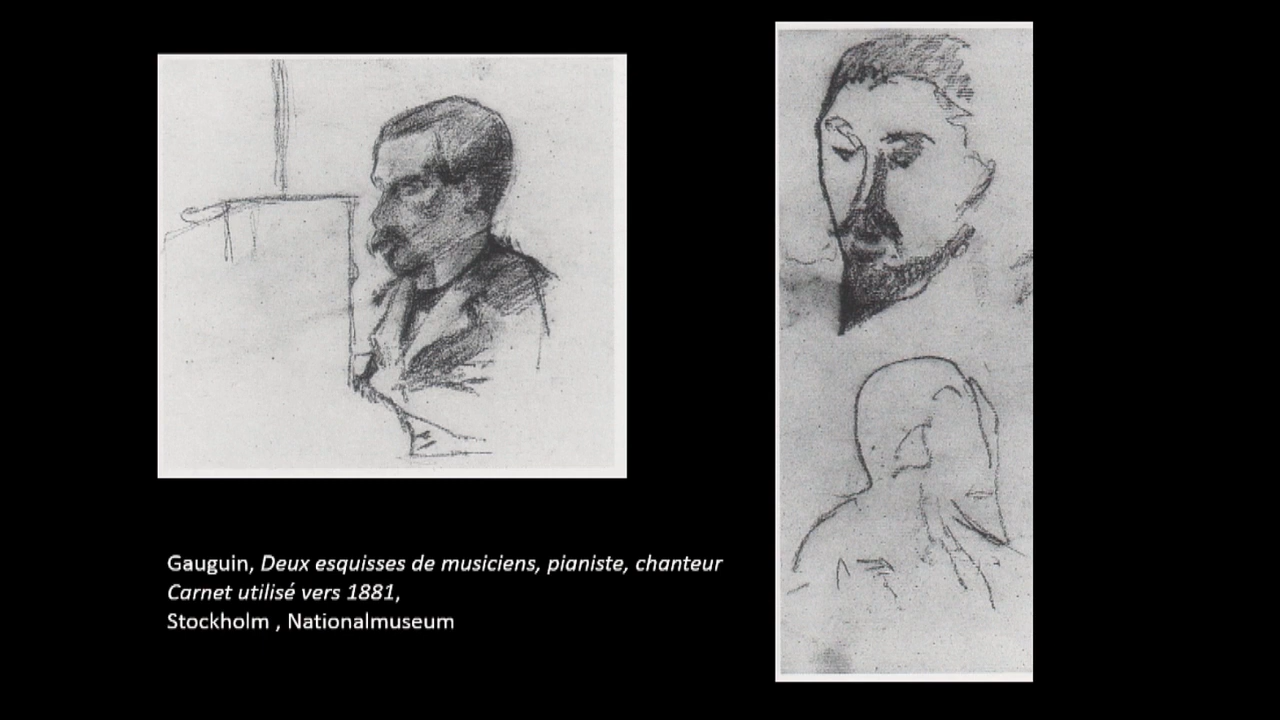 Gauguin, Deux esquisses de musiciens, pianiste, chanteur
Carnet utilisé vers 1881,
Stockholm , Nationalmuseum